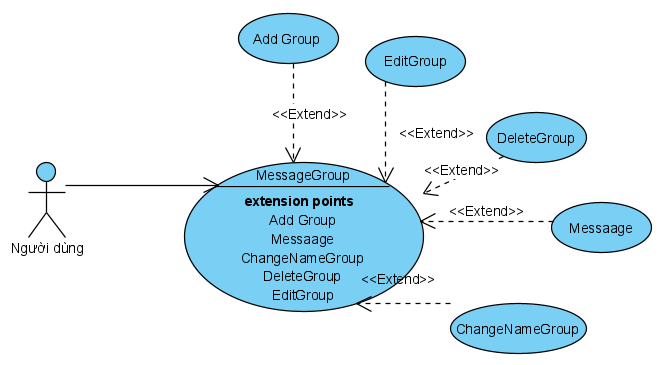 Add Group
EditGroup
<<Extend>>
<<Extend>>
DeleteGroup
<<Extend>>
MessageGroup
extension points
Add Group
Messaage
ChangeNameGroup
DeleteGroup
EditGroup
<<Extend>>
Messaage
Người dùng
<<Extend>>
ChangeNameGroup